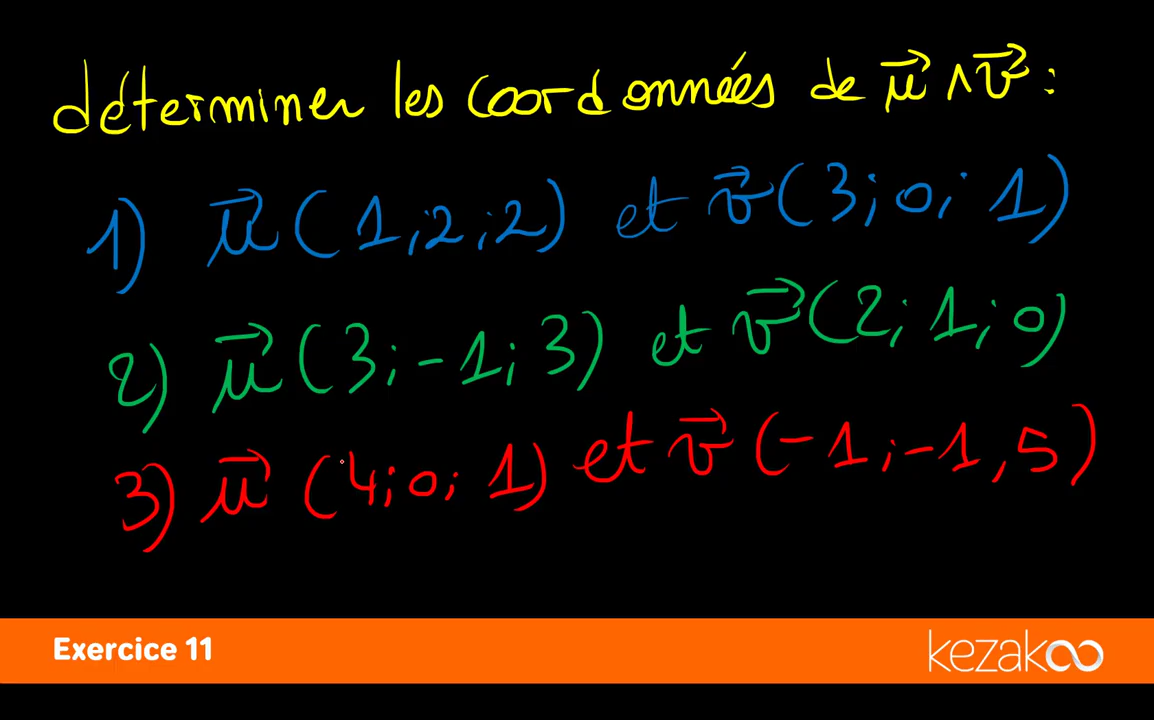 déterminer les coordonnées de u⃗ ∧ v⃗ :
1) u⃗ (1;2;2) et v⃗ (3;0;1)
2) u⃗ (3;-1;3) et v⃗ (2;1;0)
3) u⃗ (4;0;1) et v⃗ (-1;-1,5)
Exercice 11
kezakoo